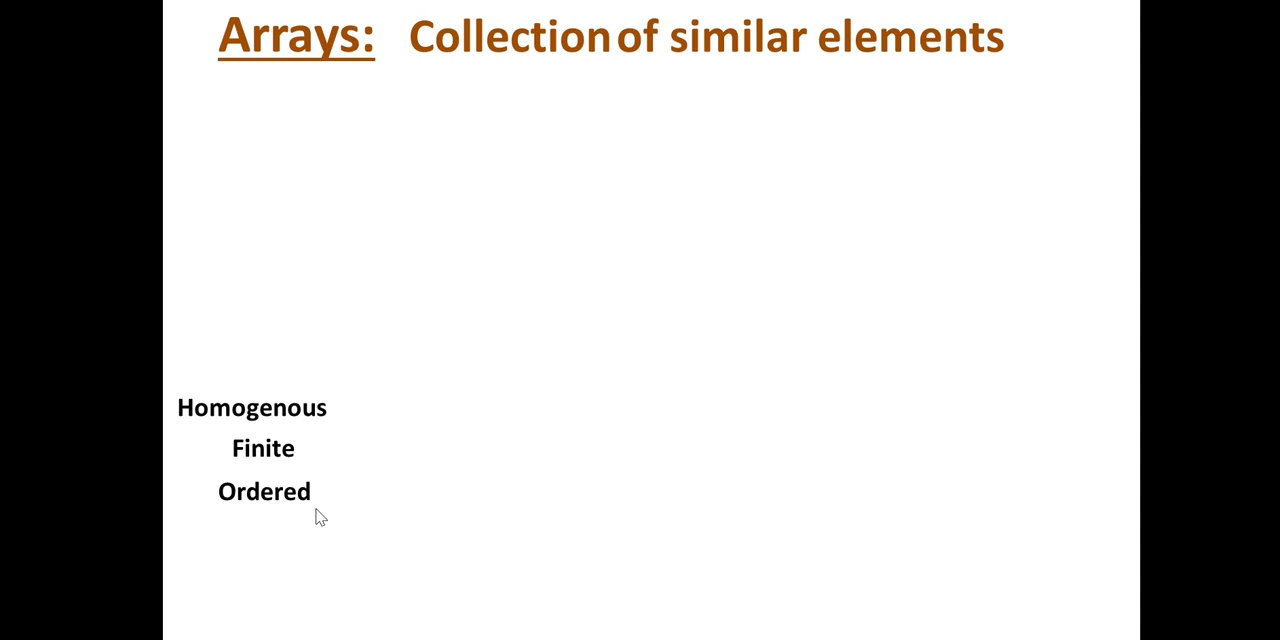 Arrays: Collection of similar elements
Homogenous
Finite
Ordered